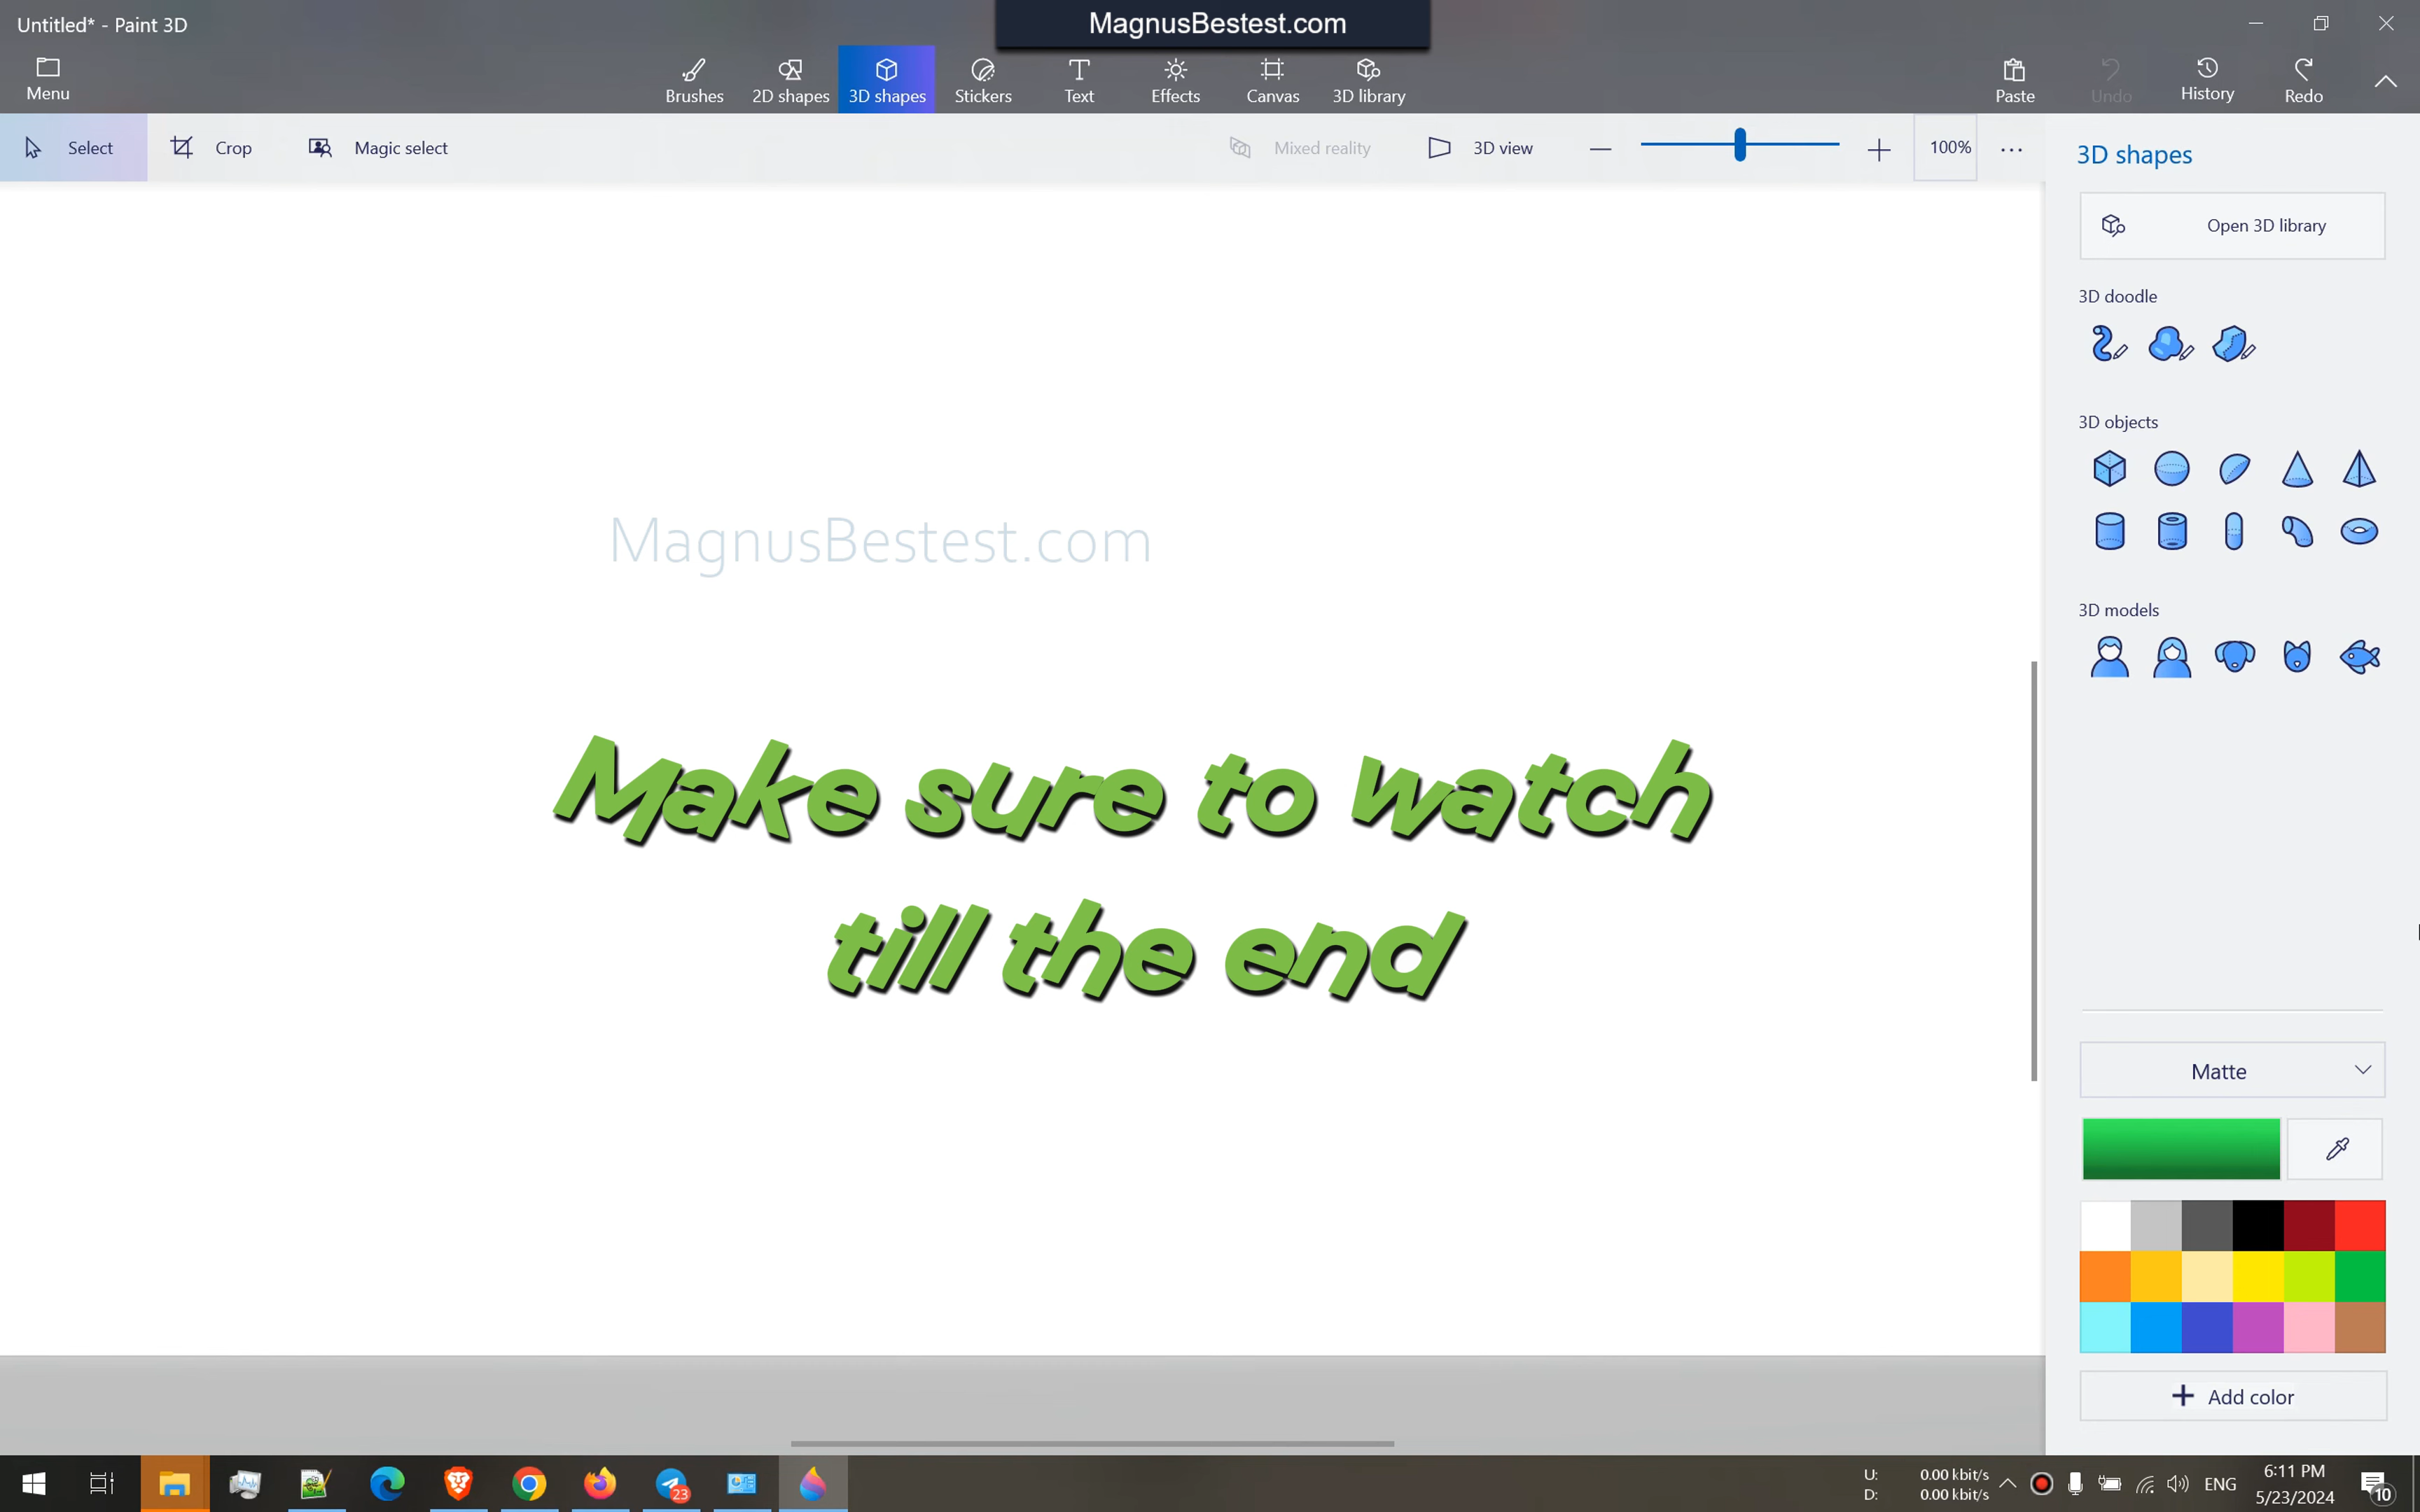 Untitled* - Paint 3D
MagnusBestest.com
Menu
Brushes
2D shapes
3D shapes
Stickers
Text
Effects
Canvas
3D library
Paste
Undo
History
Redo
Select
Crop
Magic select
Mixed reality
3D view
100%
3D shapes
Open 3D library
3D doodle
3D objects
3D models
MagnusBestest.com
Make sure to watch
till the end
Matte
Add color
23
U: 0.00 kbit/s
D: 0.00 kbit/s
ENG
6:11 PM
5/23/2024
10